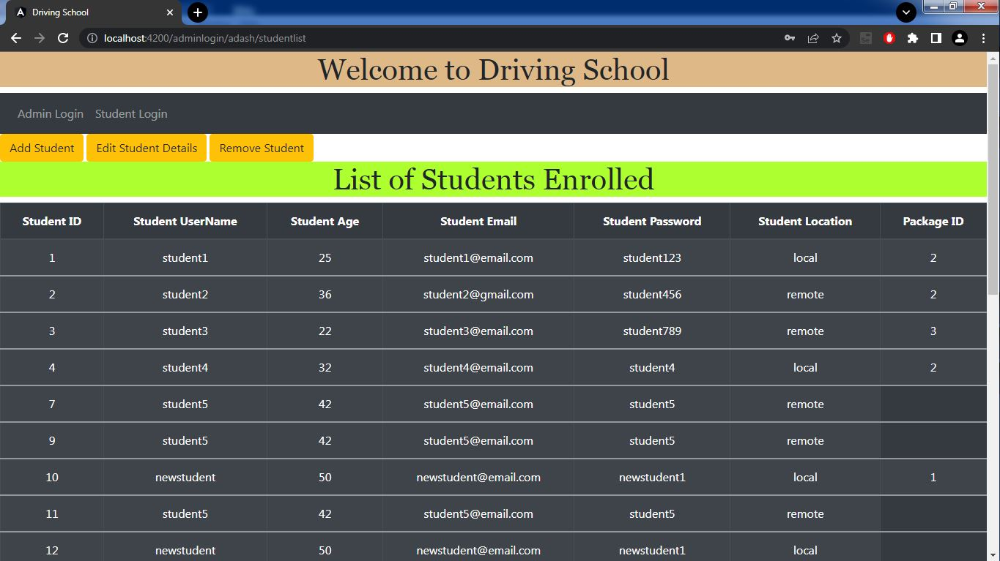 Driving School
localhost:4200/adminlogin/adash/studentlist
Welcome to Driving School
Admin Login Student Login
Add Student Edit Student Details Remove Student
List of Students Enrolled
Student ID Student UserName Student Age Student Email Student Password Student Location Package ID
1 student1 25 student1@email.com student123 local 2
2 student2 36 student2@gmail.com student456 remote 2
3 student3 22 student3@email.com student789 remote 3
4 student4 32 student4@email.com student4 local 2
7 student5 42 student5@email.com student5 remote
9 student5 42 student5@email.com student5 remote
10 newstudent 50 newstudent@email.com newstudent1 local 1
11 student5 42 student5@email.com student5 remote
12 newstudent 50 newstudent@email.com newstudent1 local